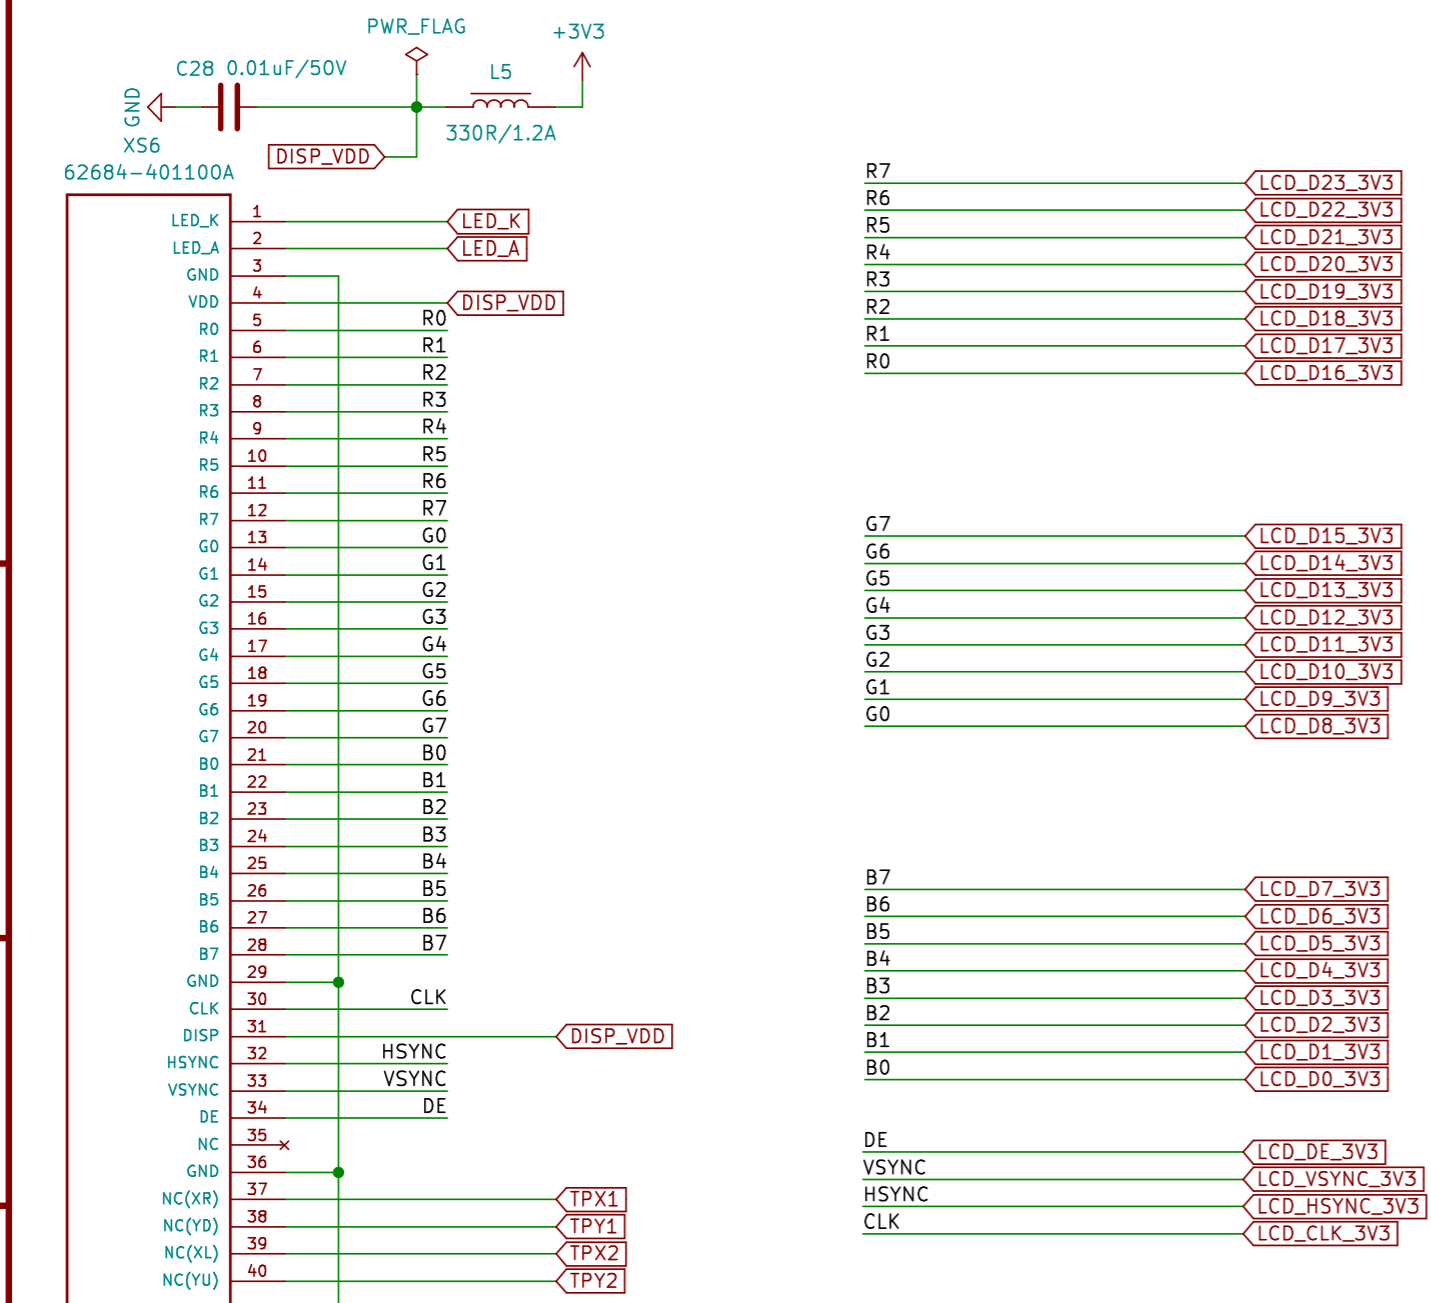 PWR_FLAG
+3V3
C28 0.01uF/50V
L5
GND
330R/1.2A
XS6
DISP_VDD
62684-401100A
LED_K 1 LED_K
LED_A 2 LED_A
GND 3
VDD 4 DISP_VDD
R0 5 R0
R1 6 R1
R2 7 R2
R3 8 R3
R4 9 R4
R5 10 R5
R6 11 R6
R7 12 R7
G0 13 G0
G1 14 G1
G2 15 G2
G3 16 G3
G4 17 G4
G5 18 G5
G6 19 G6
G7 20 G7
B0 21 B0
B1 22 B1
B2 23 B2
B3 24 B3
B4 25 B4
B5 26 B5
B6 27 B6
B7 28 B7
GND 29
CLK 30 CLK
DISP 31 DISP_VDD
HSYNC 32 HSYNC
VSYNC 33 VSYNC
DE 34 DE
NC 35
GND 36
NC(XR) 37 TPX1
NC(YD) 38 TPY1
NC(XL) 39 TPX2
NC(YU) 40 TPY2
R7 LCD_D23_3V3
R6 LCD_D22_3V3
R5 LCD_D21_3V3
R4 LCD_D20_3V3
R3 LCD_D19_3V3
R2 LCD_D18_3V3
R1 LCD_D17_3V3
R0 LCD_D16_3V3
G7 LCD_D15_3V3
G6 LCD_D14_3V3
G5 LCD_D13_3V3
G4 LCD_D12_3V3
G3 LCD_D11_3V3
G2 LCD_D10_3V3
G1 LCD_D9_3V3
G0 LCD_D8_3V3
B7 LCD_D7_3V3
B6 LCD_D6_3V3
B5 LCD_D5_3V3
B4 LCD_D4_3V3
B3 LCD_D3_3V3
B2 LCD_D2_3V3
B1 LCD_D1_3V3
B0 LCD_D0_3V3
DE LCD_DE_3V3
VSYNC LCD_VSYNC_3V3
HSYNC LCD_HSYNC_3V3
CLK LCD_CLK_3V3